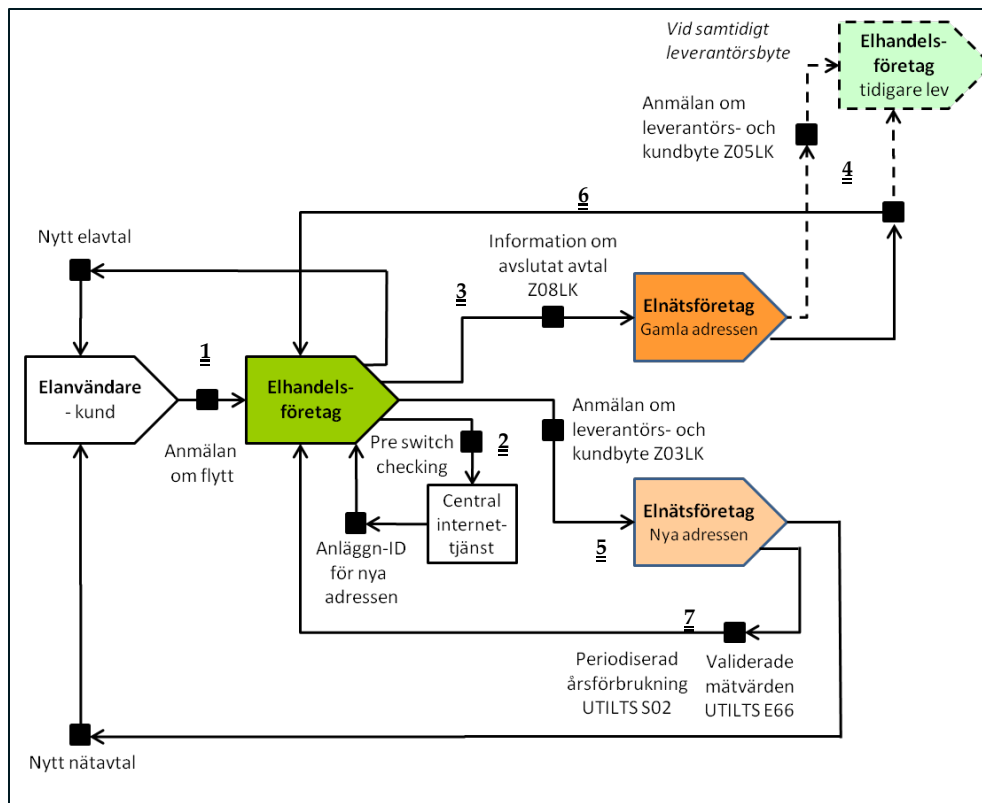 Vid samtidigt
leverantörsbyte
Elhandels-
företag
tidigare lev
Anmälan om
leverantörs- och
kundbyte Z05LK
4
6
Nytt elavtal
Information om
avslutat avtal
Z08LK
3
Elnätsföretag
Gamla adressen
1
Elanvändare
- kund
Elhandels-
företag
Anmälan
om flytt
Pre switch
checking
2
Anmälan om
leverantörs- och
kundbyte Z03LK
Central
internet-
tjänst
Anläggn-ID
för nya
adressen
Elnätsföretag
Nya adressen
5
7
Periodiserad
årsförbrukning
UTILTS S02
Validerade
mätvärden
UTILTS E66
Nytt nätavtal